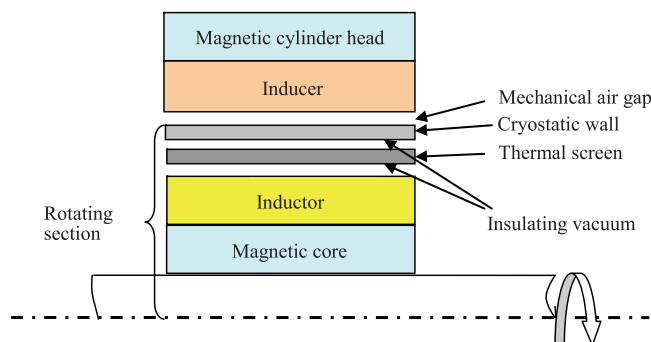 Magnetic cylinder head
Inducer
Mechanical air gap
Cryostatic wall
Thermal screen
Inductor
Rotating
section
Insulating vacuum
Magnetic core